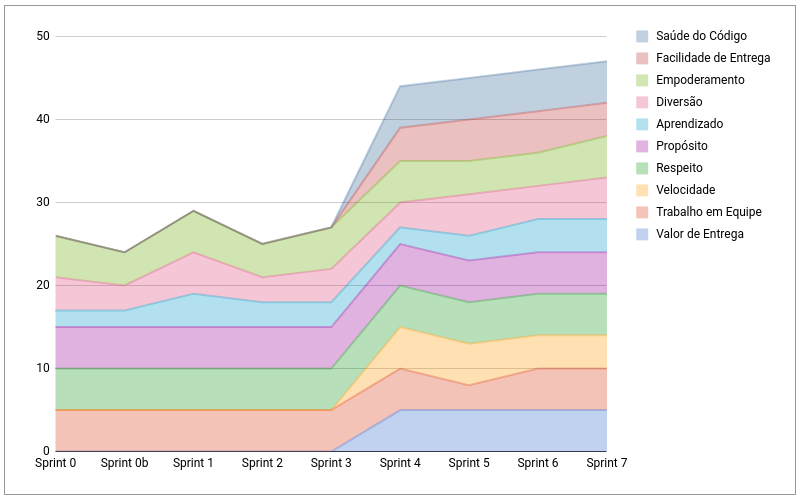 50
40
30
20
10
0
Sprint 0 Sprint 0b Sprint 1 Sprint 2 Sprint 3 Sprint 4 Sprint 5 Sprint 6 Sprint 7
Saúde do Código
Facilidade de Entrega
Empoderamento
Diversão
Aprendizado
Propósito
Respeito
Velocidade
Trabalho em Equipe
Valor de Entrega